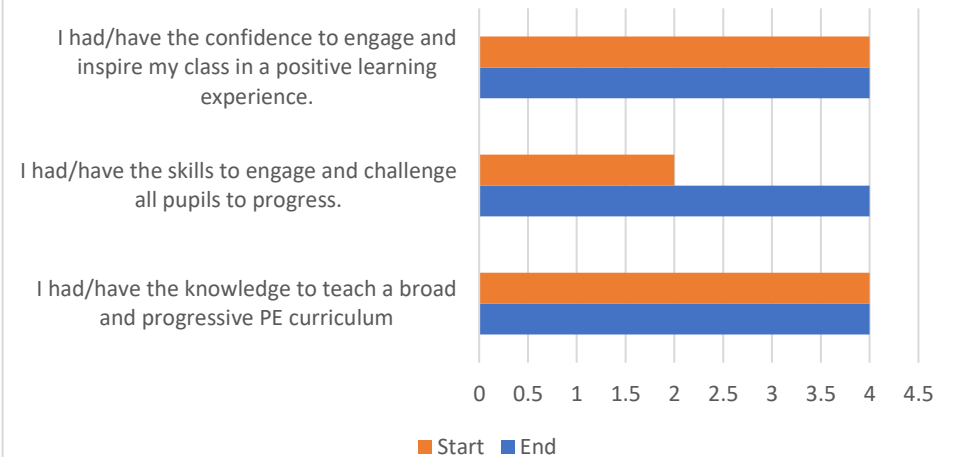 I had/have the confidence to engage and
inspire my class in a positive learning
experience.
I had/have the skills to engage and challenge
all pupils to progress.
I had/have the knowledge to teach a broad
and progressive PE curriculum
0 0.5 1 1.5 2 2.5 3 3.5 4 4.5
Start End